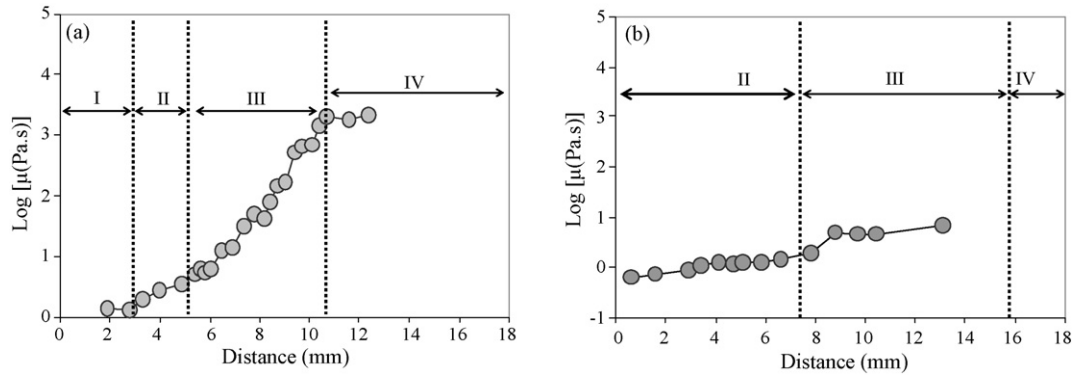 (a)
I
II
III
IV
Log [μ(Pa.s)]
5
4
3
2
1
0
0 2 4 6 8 10 12 14 16 18
Distance (mm)
(b)
II
III
IV
Log [μ(Pa.s)]
5
4
3
2
1
0
-1
0 2 4 6 8 10 12 14 16 18
Distance (mm)